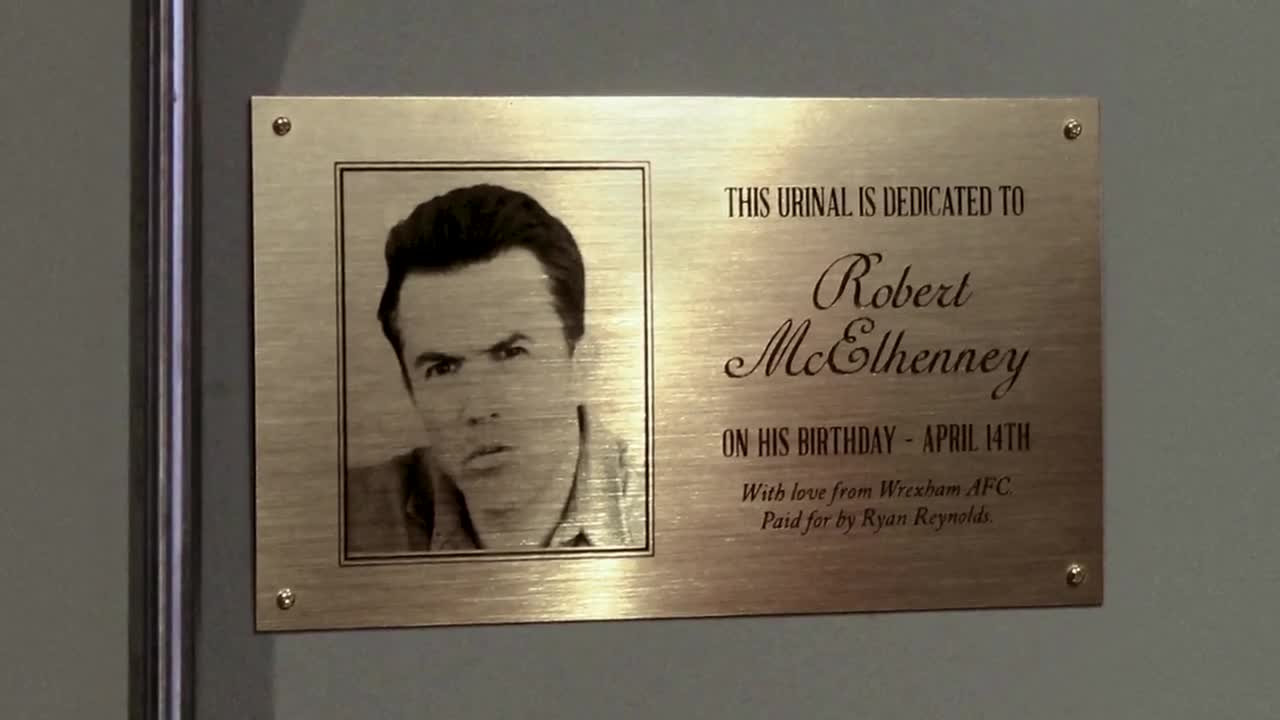 THIS URINAL IS DEDICATED TO
Robert
McElhenney
ON HIS BIRTHDAY - APRIL 14TH
With love from Wrexham AFC.
Paid for by Ryan Reynolds.